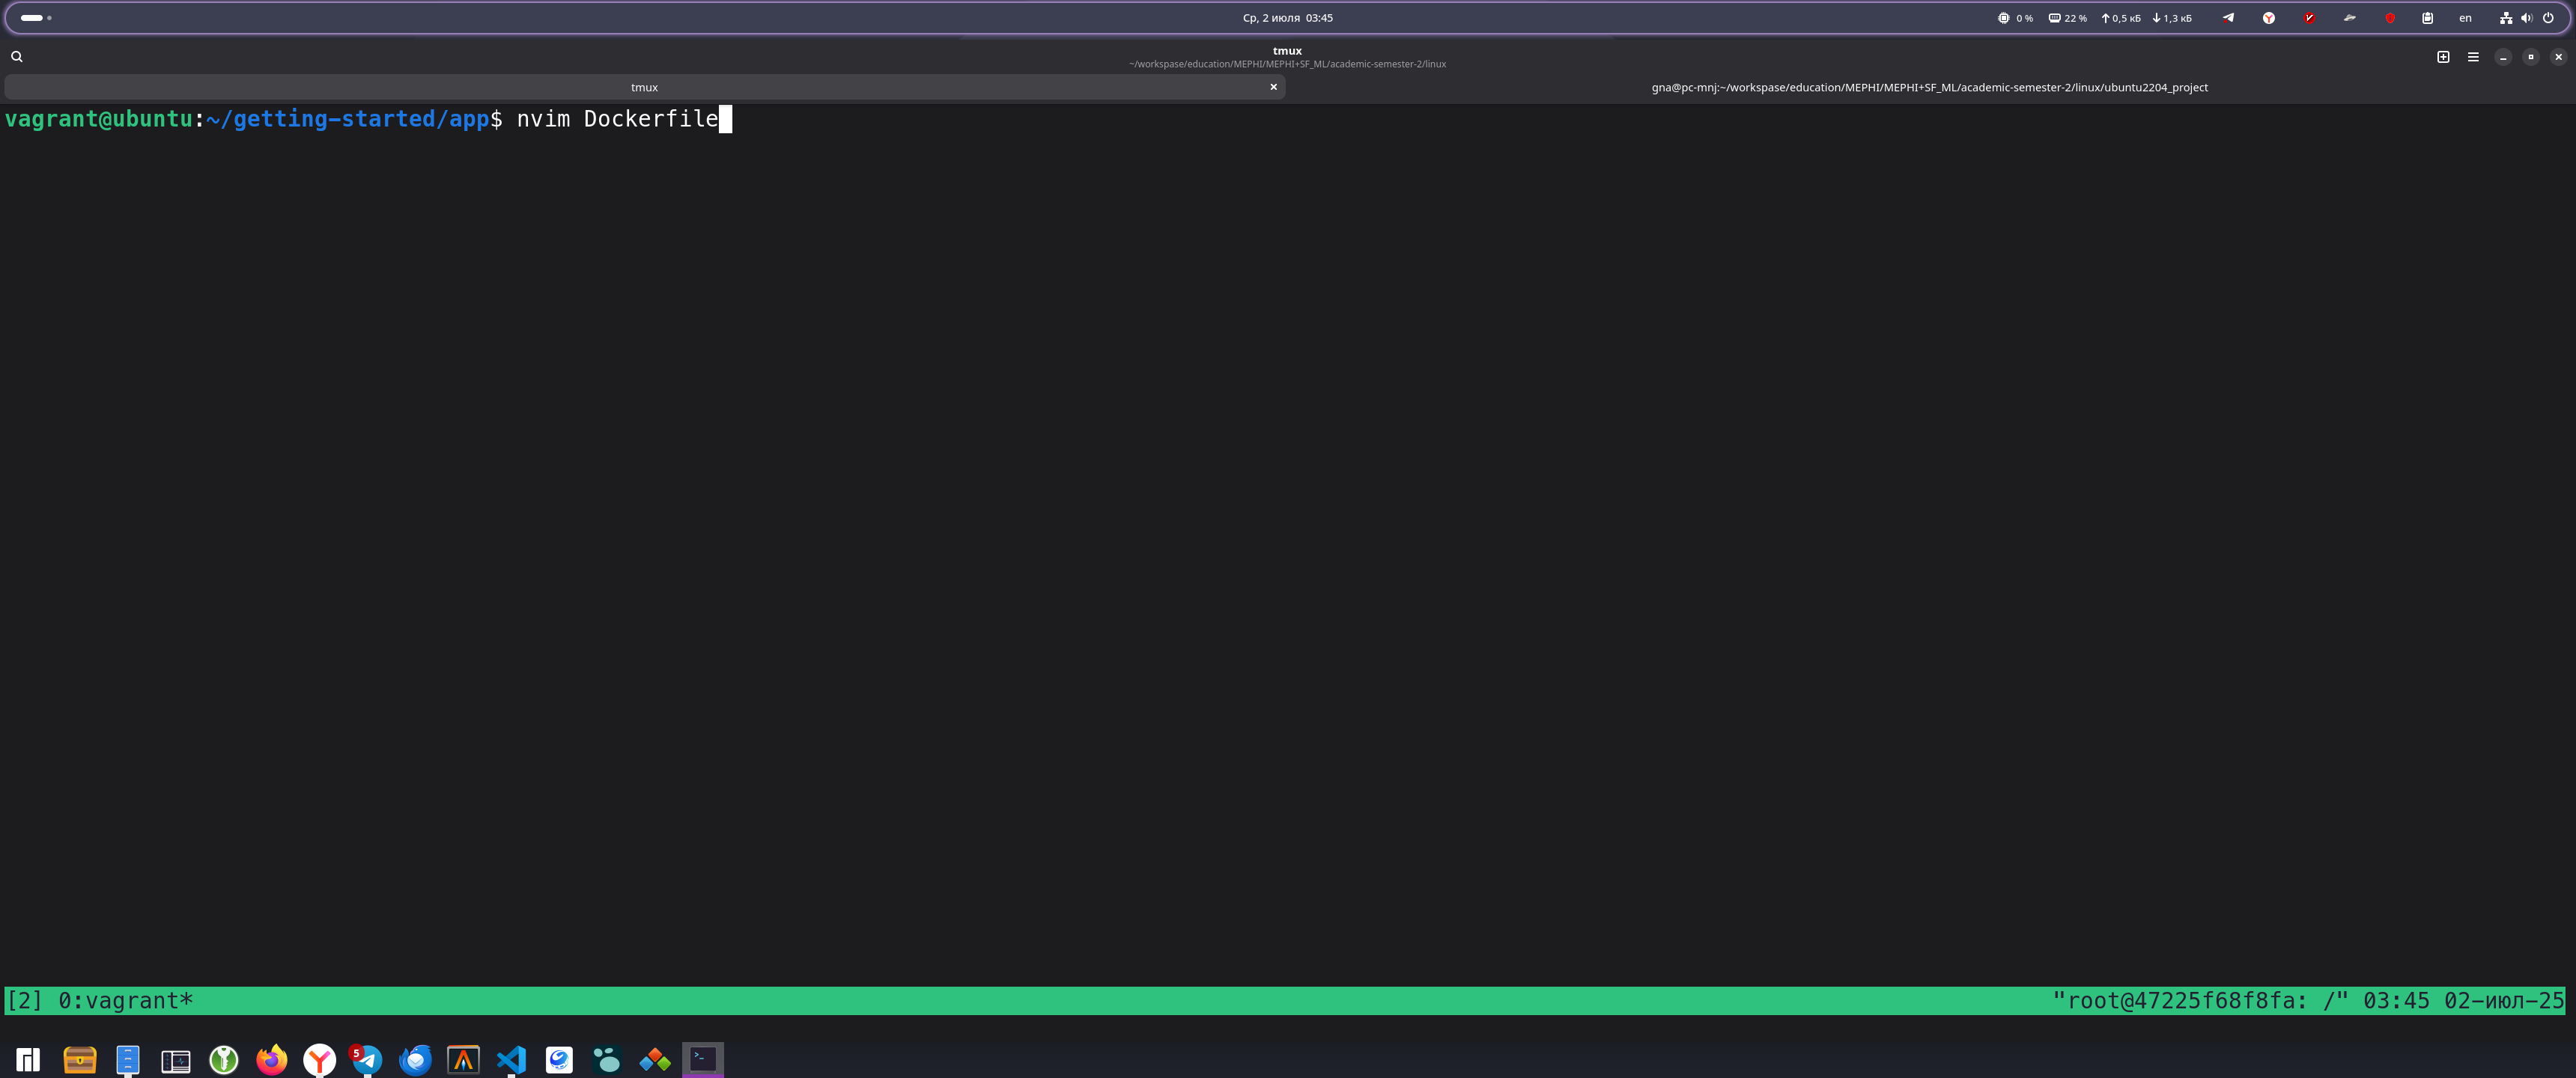 Ср, 2 июля 03:45
0 % 22 % 0,5 кБ 1,3 кБ en
tmux
~/workspase/education/MEPHI/MEPHI+SF_ML/academic-semester-2/linux
tmux
gna@pc-mnj:~/workspase/education/MEPHI/MEPHI+SF_ML/academic-semester-2/linux/ubuntu2204_project
vagrant@ubuntu:~/getting-started/app$ nvim Dockerfile
[2] 0:vagrant* "root@47225f68f8fa: /" 03:45 02-июл-25
5